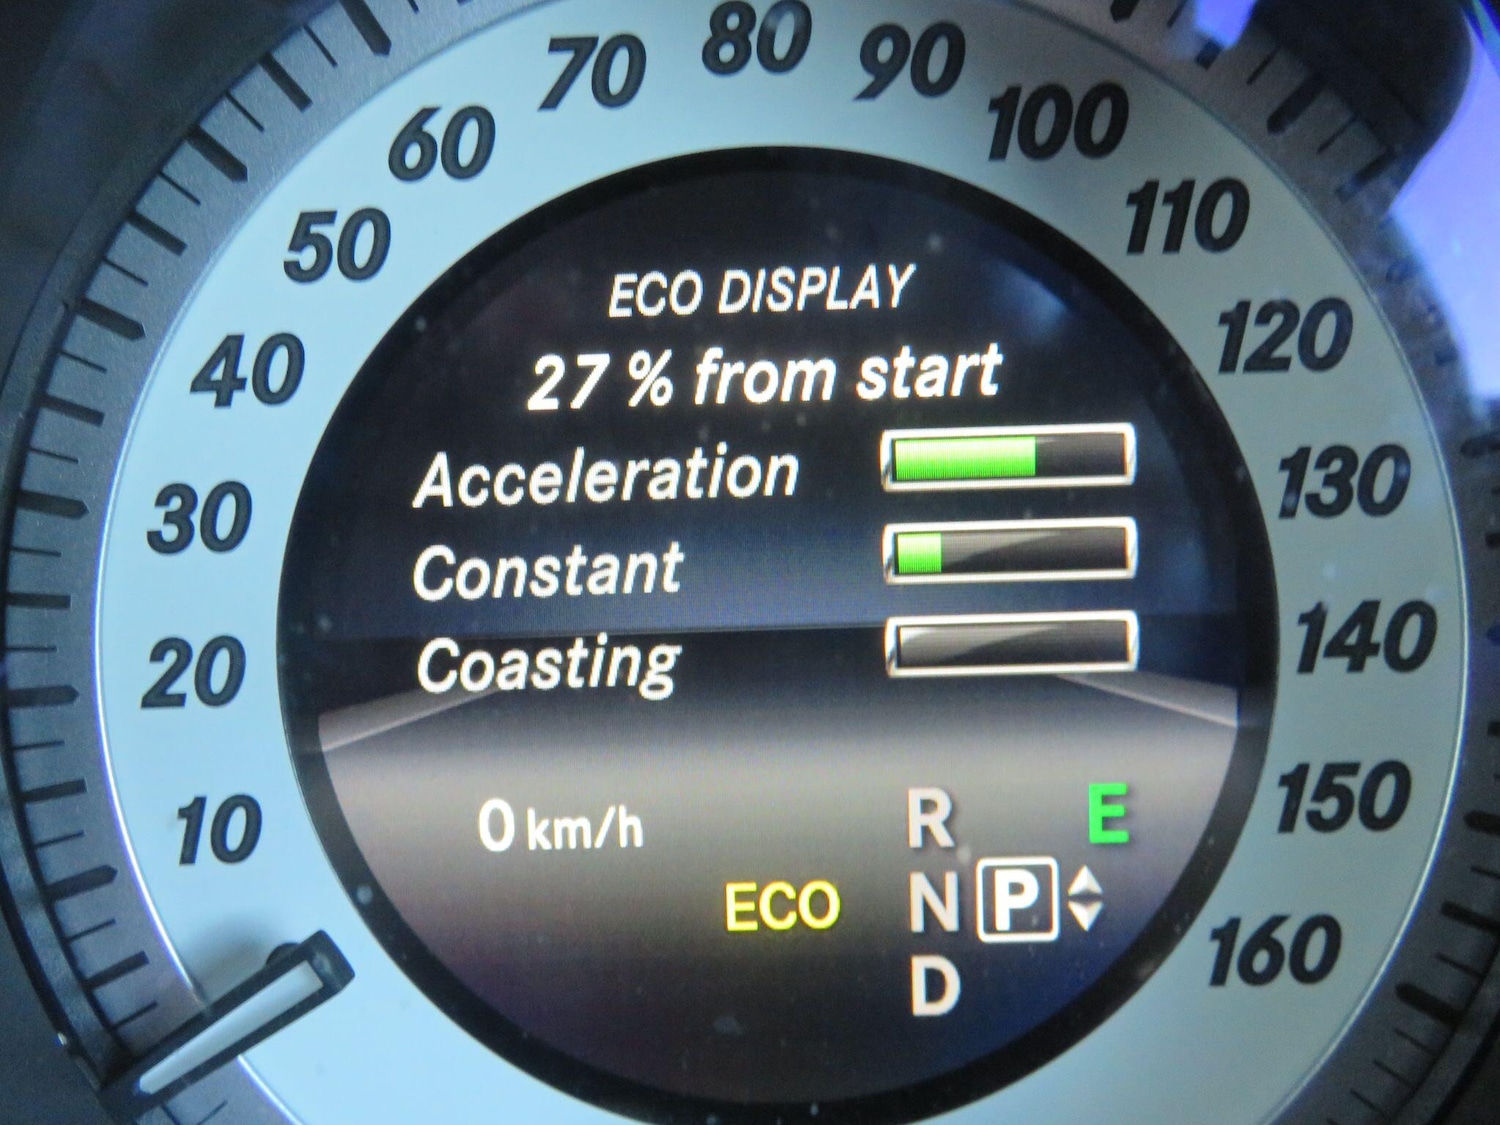 80
70
90
60
100
50
110
ECO DISPLAY
40
120
27 % from start
Acceleration
130
30
Constant
20
Coasting
140
10
0 km/h
R
E
150
ECO
N P
160
D